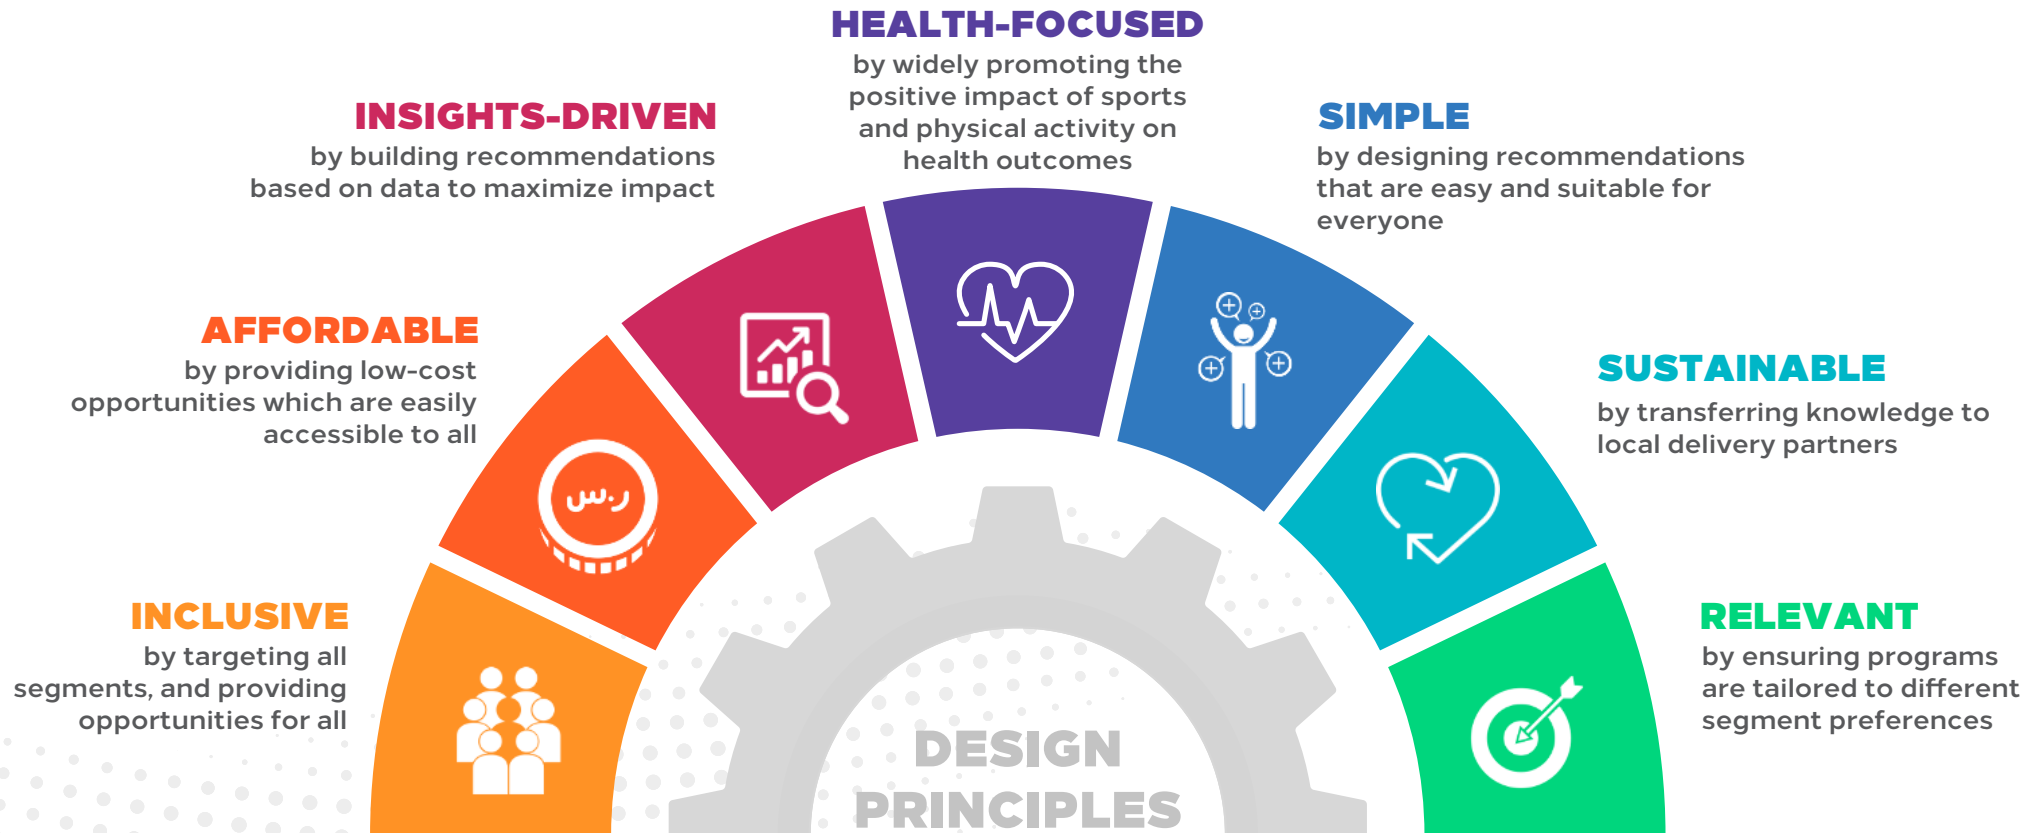 HEALTH-FOCUSED
by widely promoting the
positive impact of sports
and physical activity on
health outcomes
INSIGHTS-DRIVEN
by building recommendations
based on data to maximize impact
SIMPLE
by designing recommendations
that are easy and suitable for
everyone
AFFORDABLE
by providing low-cost
opportunities which are easily
accessible to all
ر.س
SUSTAINABLE
by transferring knowledge to
local delivery partners
INCLUSIVE
by targeting all
segments, and providing
opportunities for all
RELEVANT
by ensuring programs
are tailored to different
segment preferences
DESIGN
PRINCIPLES